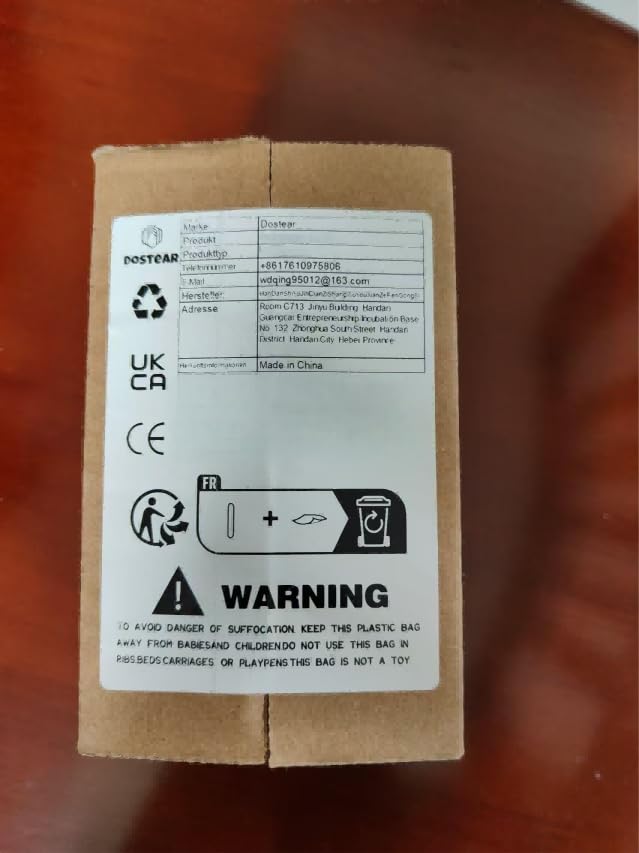 DOSTEAR
Marke Dostear
Produkt
Produkttyp
Telefonnummer +8617610975806
E-Mail wdqing95012@163.com
Hersteller:
Adresse Room C713 Jinyu Building Handan
Guangcai Entrepreneurship Incubation Base
No 132 Zhonghua South Street Handan
District Handan City Hebei Province
Herkunftsinformationen Made in China
UK
CA
CE
FR
+
WARNING
TO AVOID DANGER OF SUFFOCATION KEEP THIS PLASTIC BAG
AWAY FROM BABIESAND CHILDRENDO NOT USE THIS BAG IN
RIBS.BEDS CARRIAGES OR PLAYPENS THIS BAG IS NOT A TOY